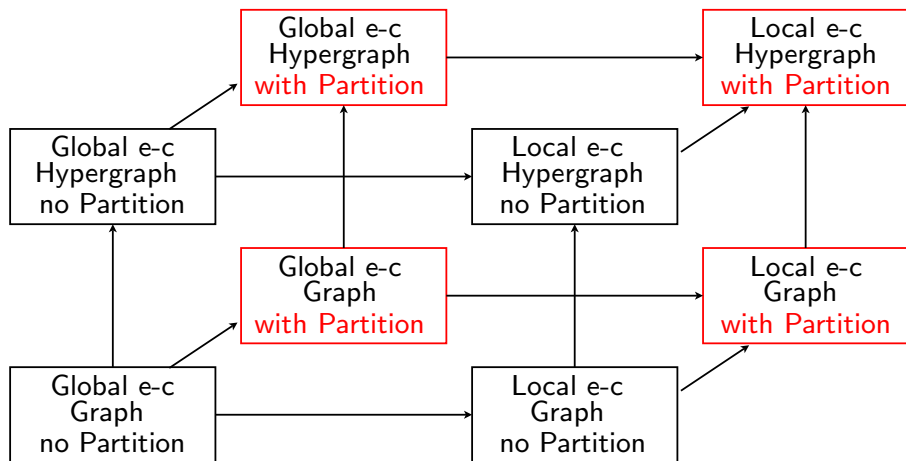 Global e-c
Hypergraph
with Partition
Local e-c
Hypergraph
with Partition
Global e-c
Hypergraph
no Partition
Local e-c
Hypergraph
no Partition
Global e-c
Graph
with Partition
Local e-c
Graph
with Partition
Global e-c
Graph
no Partition
Local e-c
Graph
no Partition